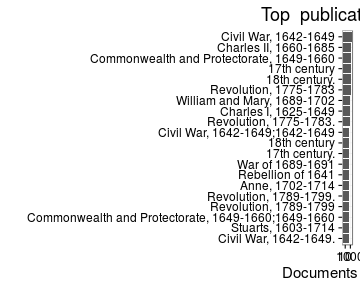 Top publicat
Civil War, 1642-1649
Charles II, 1660-1685
Commonwealth and Protectorate, 1649-1660
17th century
18th century.
Revolution, 1775-1783
William and Mary, 1689-1702
Charles I, 1625-1649
Revolution, 1775-1783.
Civil War, 1642-1649;1642-1649
18th century
17th century.
War of 1689-1691
Rebellion of 1641
Anne, 1702-1714
Revolution, 1789-1799.
Revolution, 1789-1799
Commonwealth and Protectorate, 1649-1660;1649-1660
Stuarts, 1603-1714
Civil War, 1642-1649.
Documents